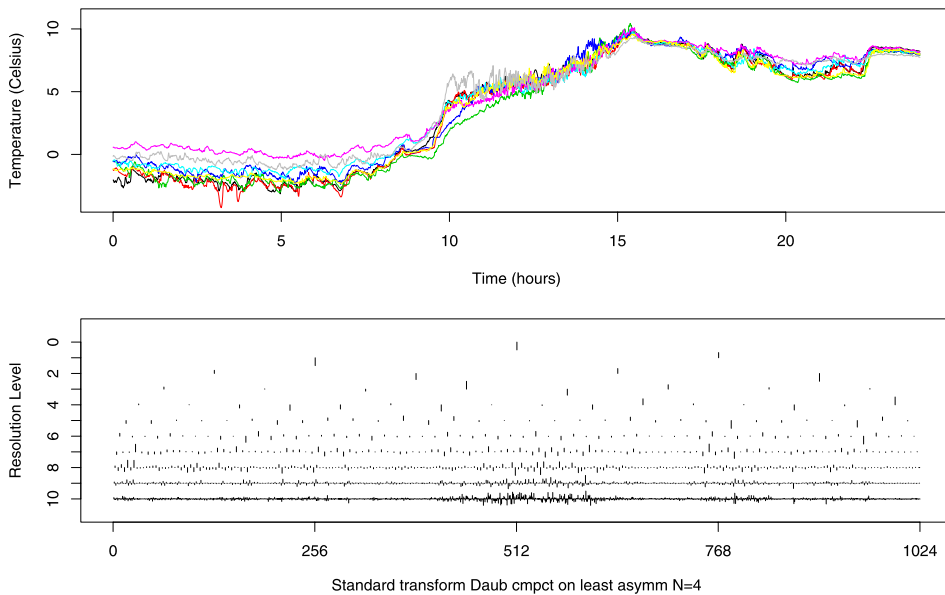 Temperature (Celsius)
10
5
0
0 5 10 15 20
Time (hours)
Resolution Level
0
2
4
6
8
10
0 256 512 768 1024
Standard transform Daub cmpct on least asymm N=4